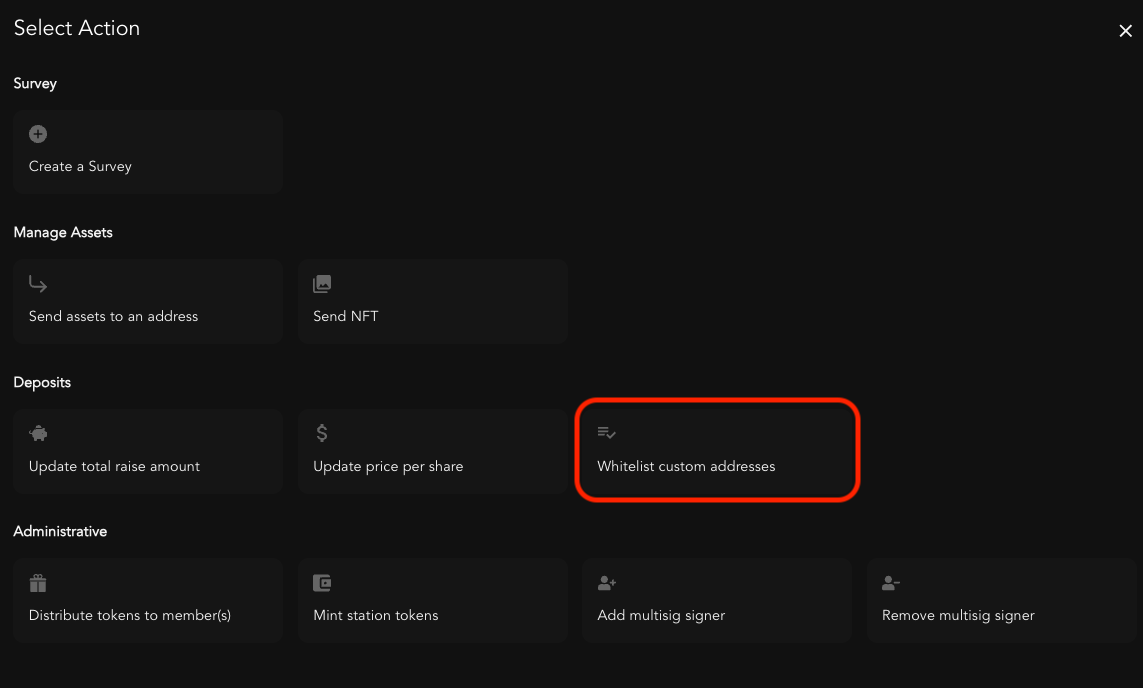 Select Action
Survey
Create a Survey
Manage Assets
Send assets to an address
Send NFT
Deposits
Update total raise amount
Update price per share
Whitelist custom addresses
Administrative
Distribute tokens to member(s)
Mint station tokens
Add multisig signer
Remove multisig signer